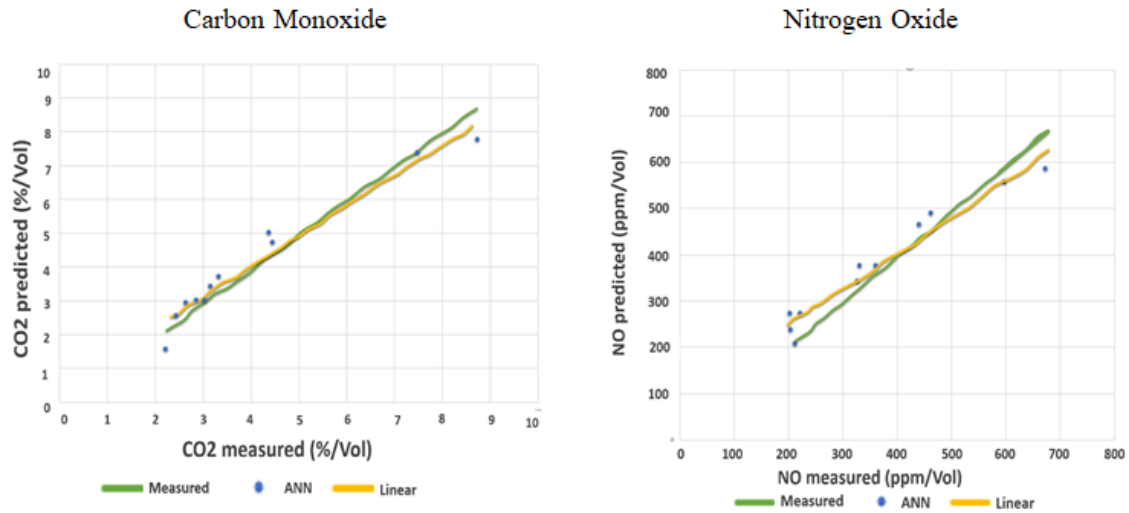 Carbon Monoxide
Nitrogen Oxide
10
9
8
7
6
5
4
3
2
1
0
CO2 predicted (%/Vol)
0 1 2 3 4 5 6 7 8 9 10
CO2 measured (%/Vol)
Measured ANN Linear
800
700
600
500
400
300
200
100
NO predicted (ppm/Vol)
0 100 200 300 400 500 600 700 800
NO measured (ppm/Vol)
Measured ANN Linear